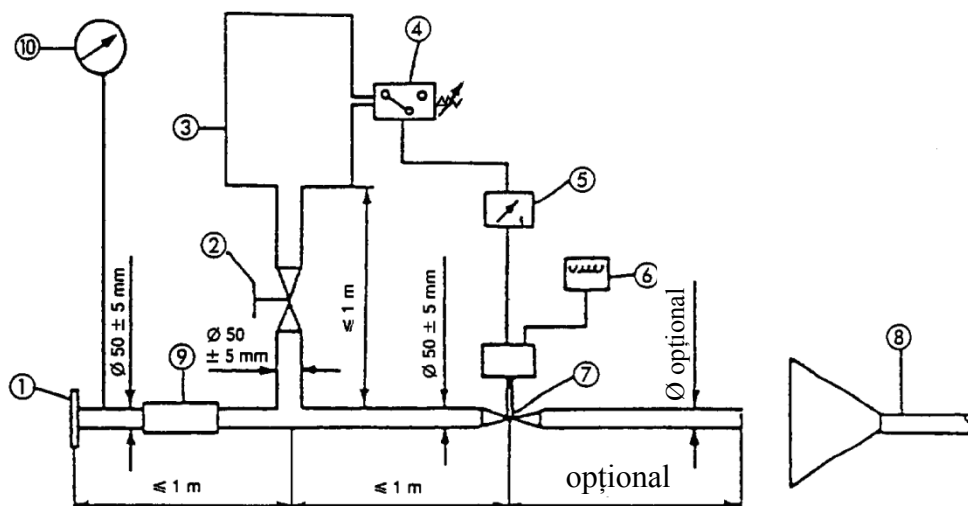 ⑩
④
③
⑤
②
⑥
≤ 1 m
Ø 50 ± 5 mm
Ø 50
± 5 mm
Ø 50 ± 5 mm
Ø opțional
①
⑨
⑦
⑧
≤ 1 m
≤ 1 m
opțional